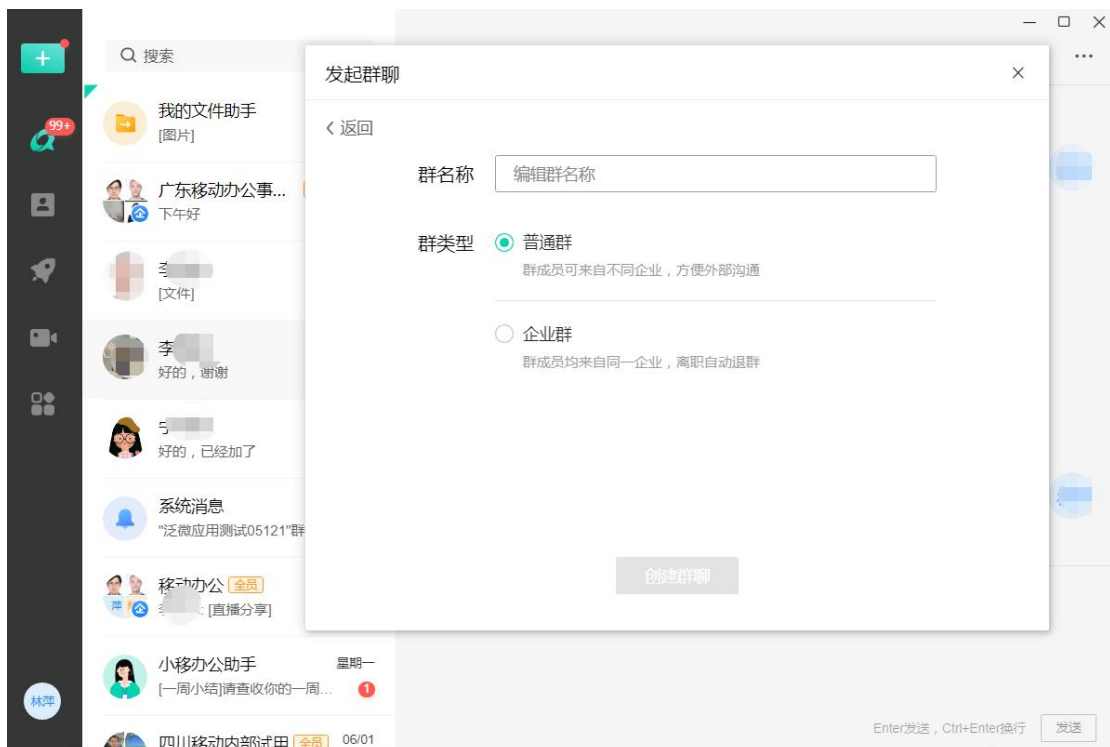 搜索
99+
我的文件助手
[图片]
广东移动办公事...
下午好
李
[文件]
李
好的，谢谢
好的，已经加了
系统消息
"泛微应用测试05121"群
移动办公 全员
萍
: [直播分享]
小移办公助手 星期一
[一周小结]请查收你的一周... 1
四川移动内部试用 全员 06/01
林萍
发起群聊
返回
群名称 编辑群名称
群类型 普通群
群成员可来自不同企业，方便外部沟通
企业群
群成员均来自同一企业，离职自动退群
创建群聊
Enter发送，Ctrl+Enter换行 发送